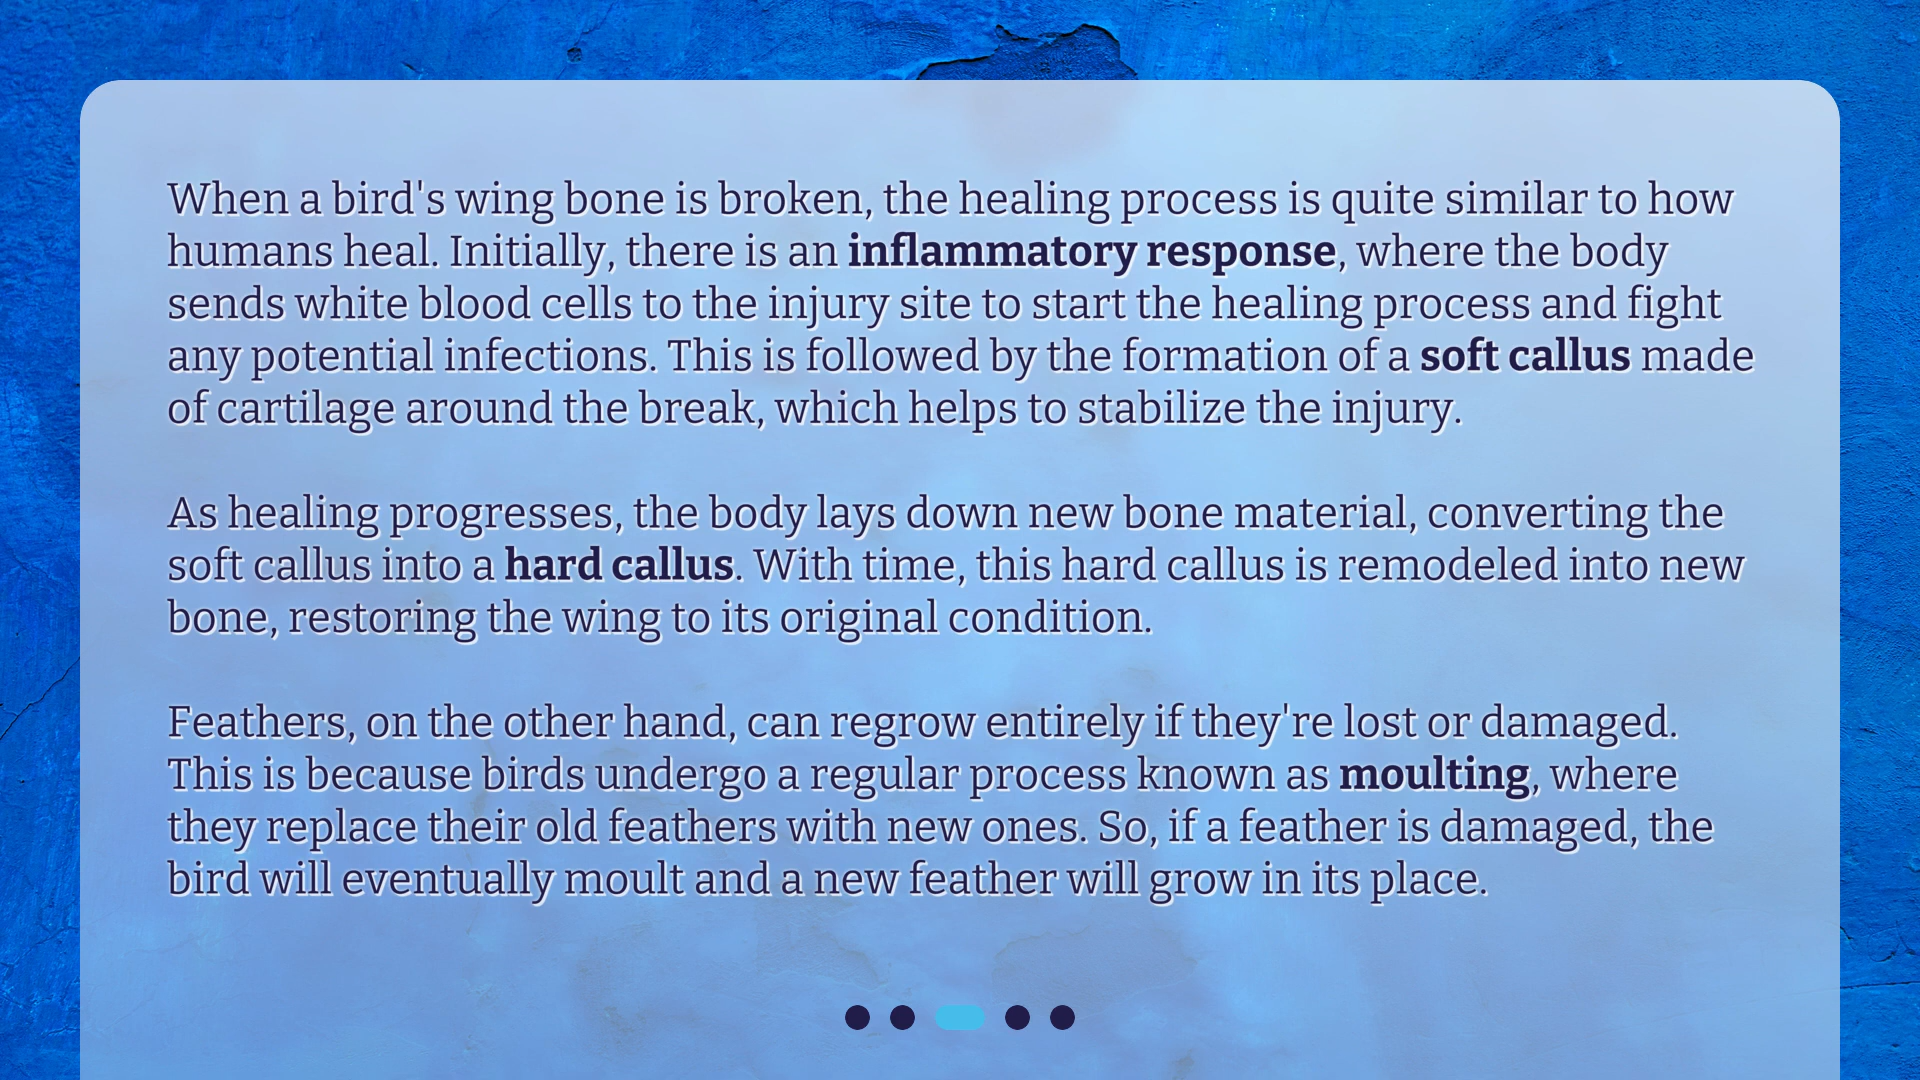 When a bird's wing bone is broken, the healing process is quite similar to how
humans heal. Initially, there is an inflammatory response, where the body
sends white blood cells to the injury site to start the healing process and fight
any potential infections. This is followed by the formation of a soft callus made
of cartilage around the break, which helps to stabilize the injury.
As healing progresses, the body lays down new bone material, converting the
soft callus into a hard callus. With time, this hard callus is remodeled into new
bone, restoring the wing to its original condition.
Feathers, on the other hand, can regrow entirely if they're lost or damaged.
This is because birds undergo a regular process known as moulting, where
they replace their old feathers with new ones. So, if a feather is damaged, the
bird will eventually moult and a new feather will grow in its place.